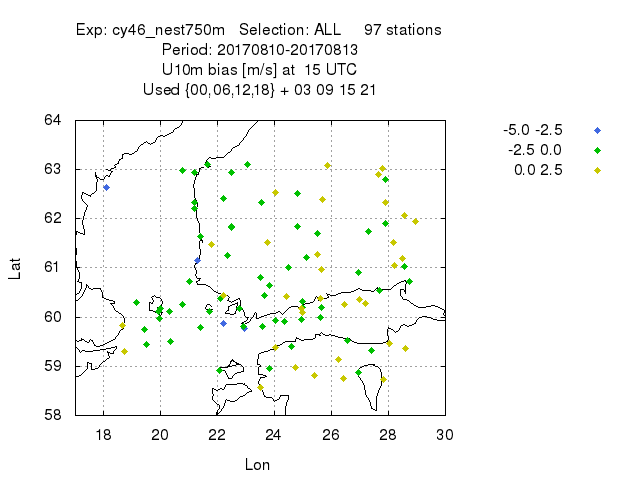 Exp: cy46_nest750m Selection: ALL 97 stations
Period: 20170810-20170813
U10m bias [m/s] at 15 UTC
Used {00,06,12,18} + 03 09 15 21
-5.0 -2.5
-2.5 0.0
0.0 2.5
64
63
62
61
60
59
58
Lat
18 20 22 24 26 28 30
Lon